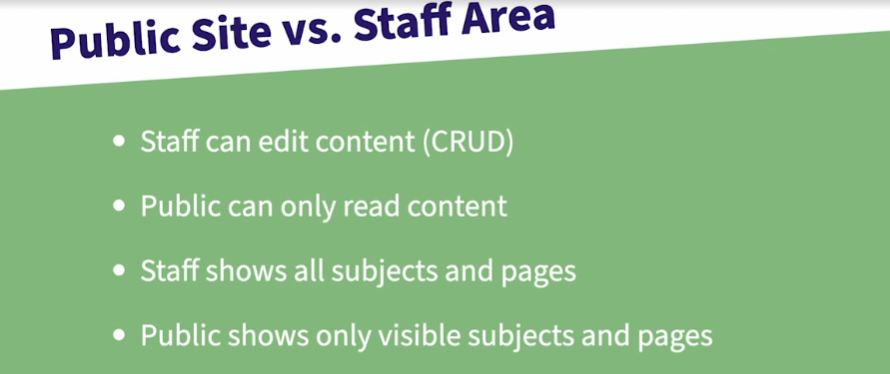 Public Site vs. Staff Area
• Staff can edit content (CRUD)
• Public can only read content
• Staff shows all subjects and pages
• Public shows only visible subjects and pages